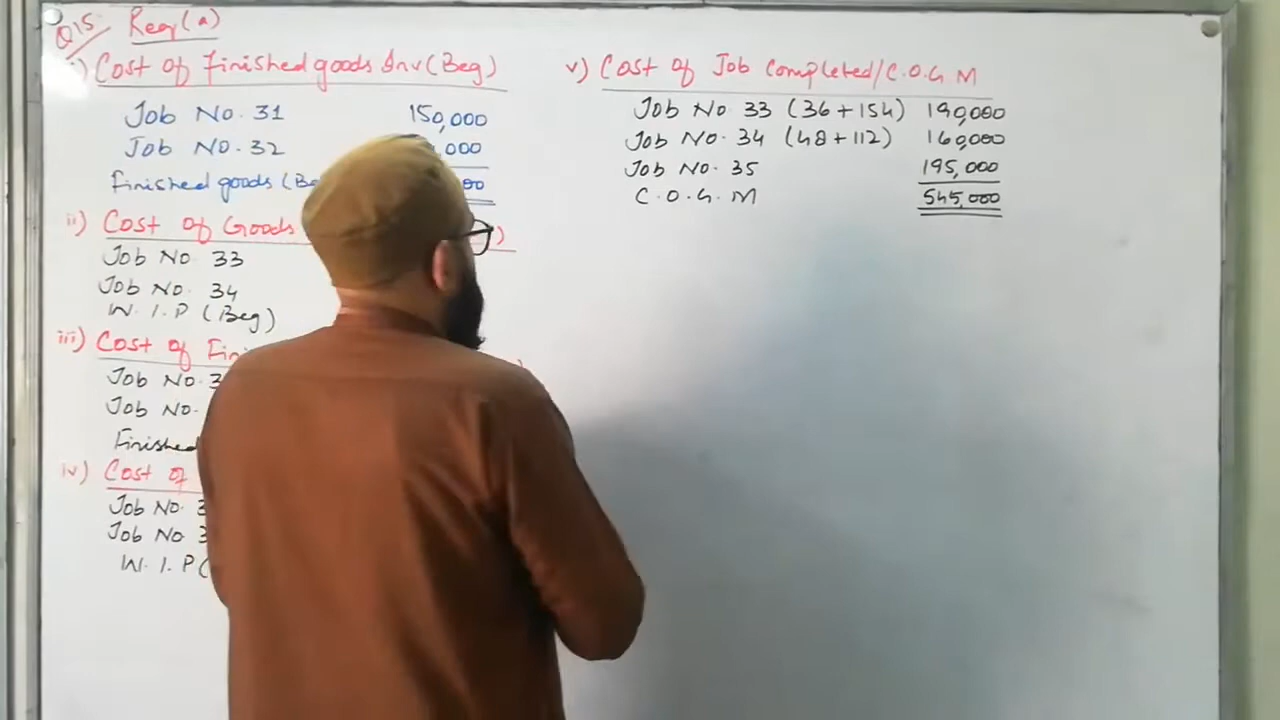 Q15 Req(a)
i) Cost of Finished goods Inv (Beg)
Job No. 31 150,000
Job No. 32 ,000
Finished goods (Be 00
ii) Cost of Goods )
Job No 33
Job No. 34
W. I. P (Beg)
iii) Cost of Fin
Job No. 3
Job No.
Finished
iv) Cost of
Job No. 3
Job No 3
W. I. P (
v) Cost of Job Completed/C.O.G M
Job No 33 (36+154) 190,000
Job No. 34 (48+112) 160,000
Job No. 35 195,000
C.O.G.M 545,000